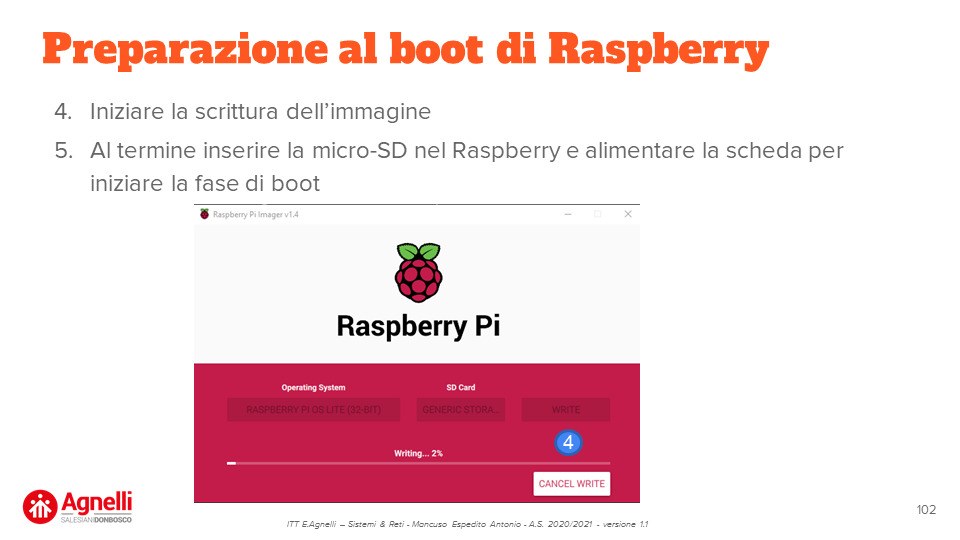 Preparazione al boot di Raspberry
4. Iniziare la scrittura dell’immagine
5. Al termine inserire la micro-SD nel Raspberry e alimentare la scheda per
iniziare la fase di boot
Raspberry Pi Imager v1.4
Raspberry Pi
Operating System SD Card
RASPBERRY PI OS LITE (32-BIT) GENERIC STORA... WRITE
4
Writing... 2%
CANCEL WRITE
Agnelli
SALESIANI DONBOSCO
102
ITT E.Agnelli – Sistemi & Reti - Mancuso Espedito Antonio - A.S. 2020/2021 - versione 1.1